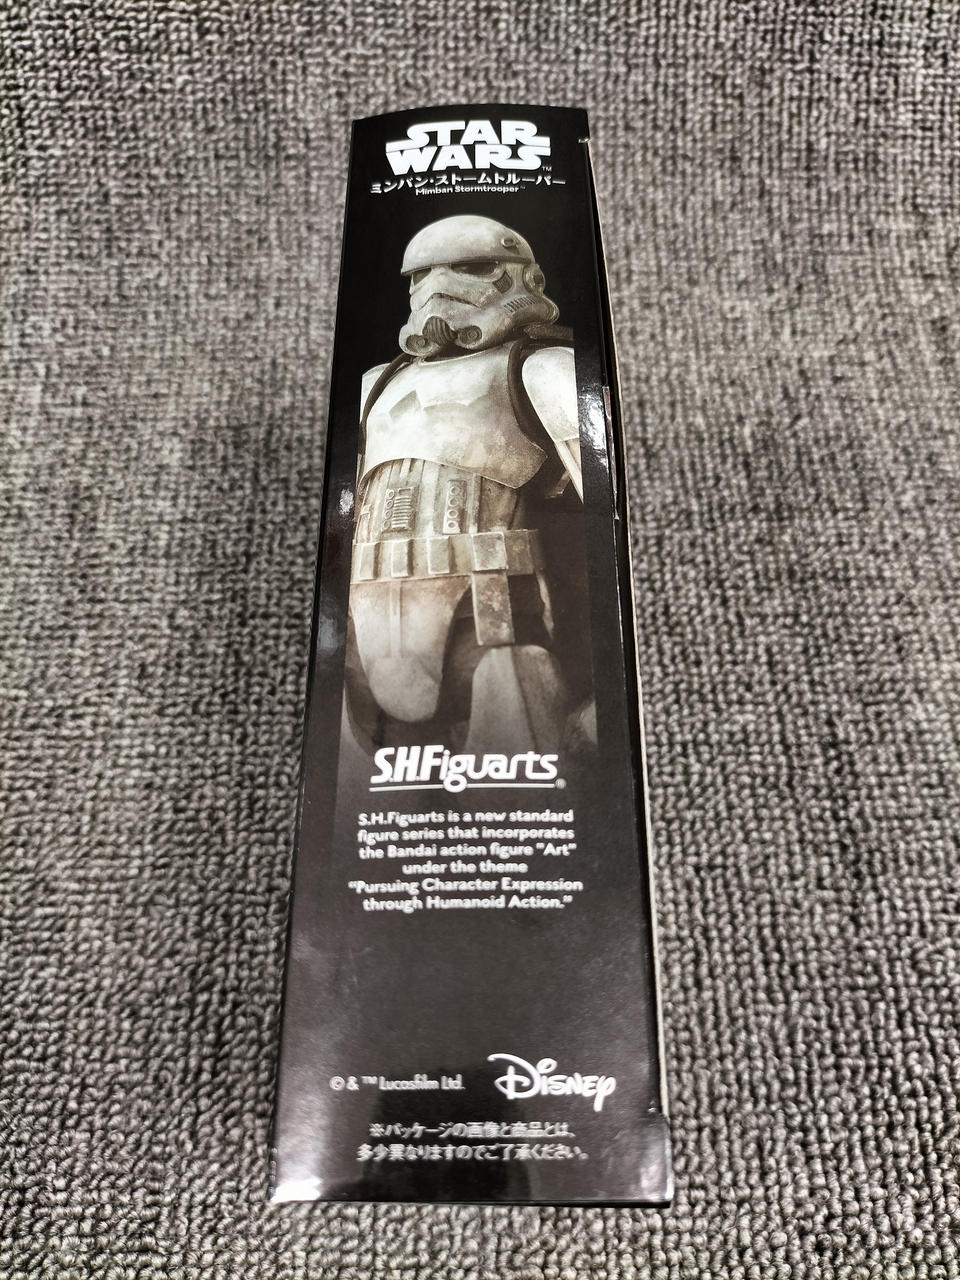 STAR
WARS™
ミンバン・ストームトルーパー
Mimban Stormtrooper™
S.H.Figuarts®
S.H.Figuarts is a new standard
figure series that incorporates
the Bandai action figure "Art"
under the theme
“Pursuing Character Expression
through Humanoid Action.”
© & ™ Lucasfilm Ltd. Disney
※パッケージの画像と商品とは、
多少異なりますのでご了承ください。